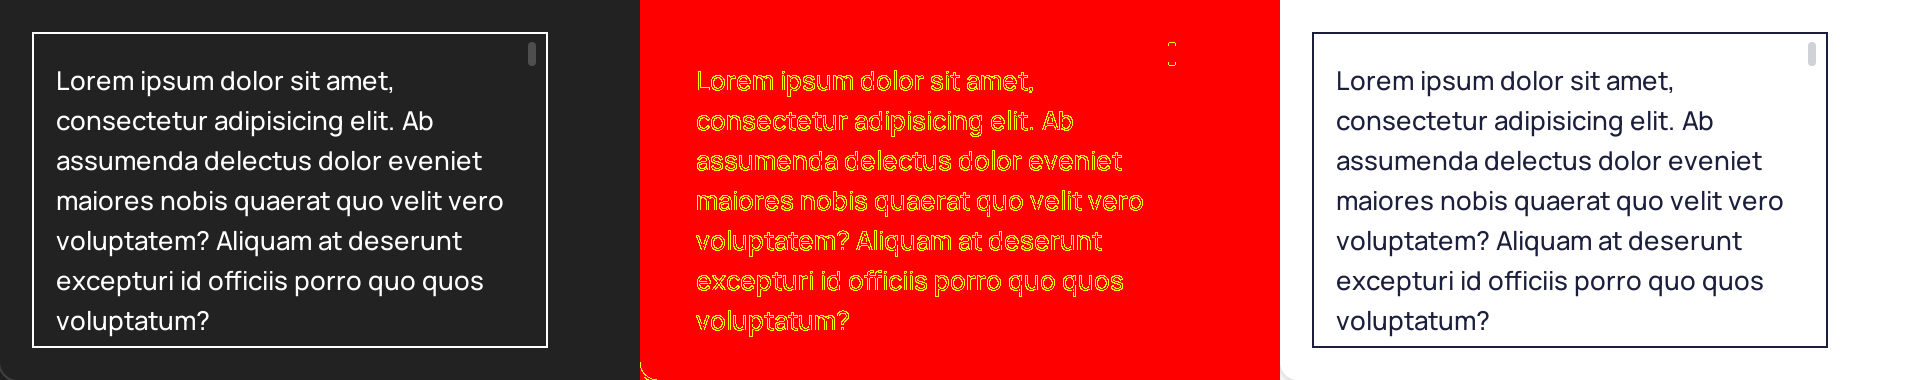 Lorem ipsum dolor sit amet,
consectetur adipisicing elit. Ab
assumenda delectus dolor eveniet
maiores nobis quaerat quo velit vero
voluptatem? Aliquam at deserunt
excepturi id officiis porro quo quos
voluptatum?
Lorem ipsum dolor sit amet,
consectetur adipisicing elit. Ab
assumenda delectus dolor eveniet
maiores nobis quaerat quo velit vero
voluptatem? Aliquam at deserunt
excepturi id officiis porro quo quos
voluptatum?
Lorem ipsum dolor sit amet,
consectetur adipisicing elit. Ab
assumenda delectus dolor eveniet
maiores nobis quaerat quo velit vero
voluptatem? Aliquam at deserunt
excepturi id officiis porro quo quos
voluptatum?